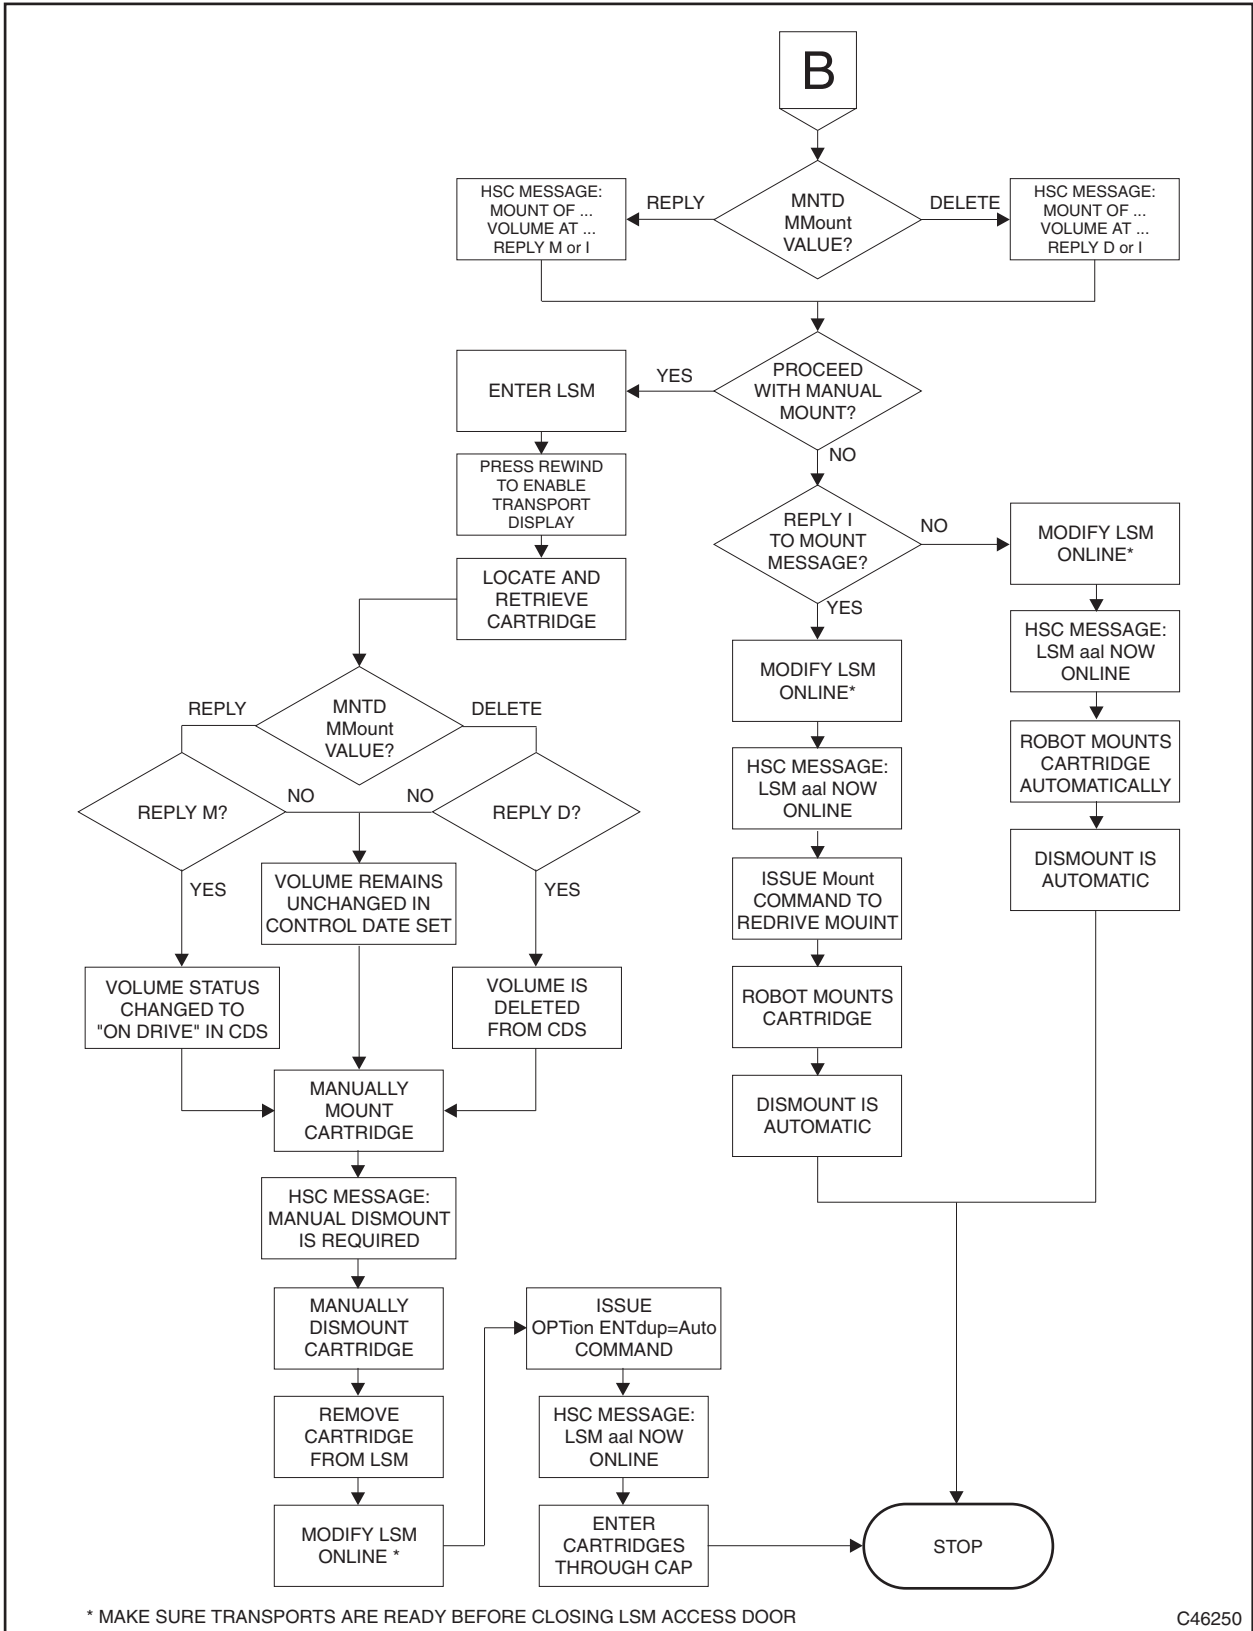 B
HSC MESSAGE:
MOUNT OF ...
VOLUME AT ...
REPLY M or I
REPLY
MNTD
MMount
VALUE?
DELETE
HSC MESSAGE:
MOUNT OF ...
VOLUME AT ...
REPLY D or I
ENTER LSM
YES
PROCEED
WITH MANUAL
MOUNT?
NO
PRESS REWIND
TO ENABLE
TRANSPORT
DISPLAY
LOCATE AND
RETRIEVE
CARTRIDGE
REPLY I
TO MOUNT
MESSAGE?
NO
MODIFY LSM
ONLINE*
YES
HSC MESSAGE:
LSM aal NOW
ONLINE
ROBOT MOUNTS
CARTRIDGE
AUTOMATICALLY
DISMOUNT IS
AUTOMATIC
MODIFY LSM
ONLINE*
HSC MESSAGE:
LSM aal NOW
ONLINE
ISSUE Mount
COMMAND TO
REDRIVE MOUINT
ROBOT MOUNTS
CARTRIDGE
DISMOUNT IS
AUTOMATIC
REPLY
MNTD
MMount
VALUE?
DELETE
REPLY M?
NO
NO
REPLY D?
YES
VOLUME REMAINS
UNCHANGED IN
CONTROL DATE SET
YES
VOLUME STATUS
CHANGED TO
"ON DRIVE" IN CDS
VOLUME IS
DELETED
FROM CDS
MANUALLY
MOUNT
CARTRIDGE
HSC MESSAGE:
MANUAL DISMOUNT
IS REQUIRED
MANUALLY
DISMOUNT
CARTRIDGE
REMOVE
CARTRIDGE
FROM LSM
MODIFY LSM
ONLINE *
ISSUE
OPTion ENTdup=Auto
COMMAND
HSC MESSAGE:
LSM aal NOW
ONLINE
ENTER
CARTRIDGES
THROUGH CAP
STOP
* MAKE SURE TRANSPORTS ARE READY BEFORE CLOSING LSM ACCESS DOOR
C46250